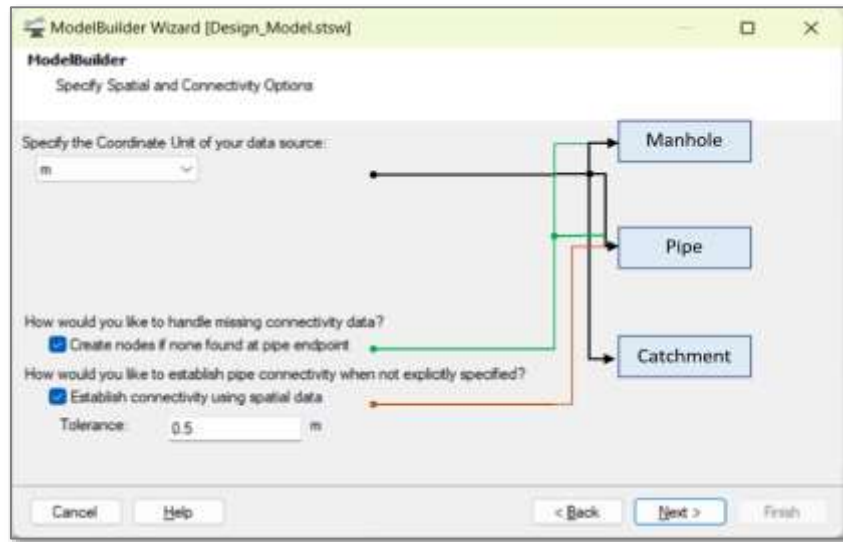 ModelBuilder Wizard [Design_Model.stsw]
ModelBuilder
Specify Spatial and Connectivity Options
Specify the Coordinate Unit of your data source:
m
Manhole
Pipe
How would you like to handle missing connectivity data?
Create nodes if none found at pipe endpoint
Catchment
How would you like to establish pipe connectivity when not explicitly specified?
Establish connectivity using spatial data
Tolerance: 0.5 m
Cancel Help < Back Next > Finish